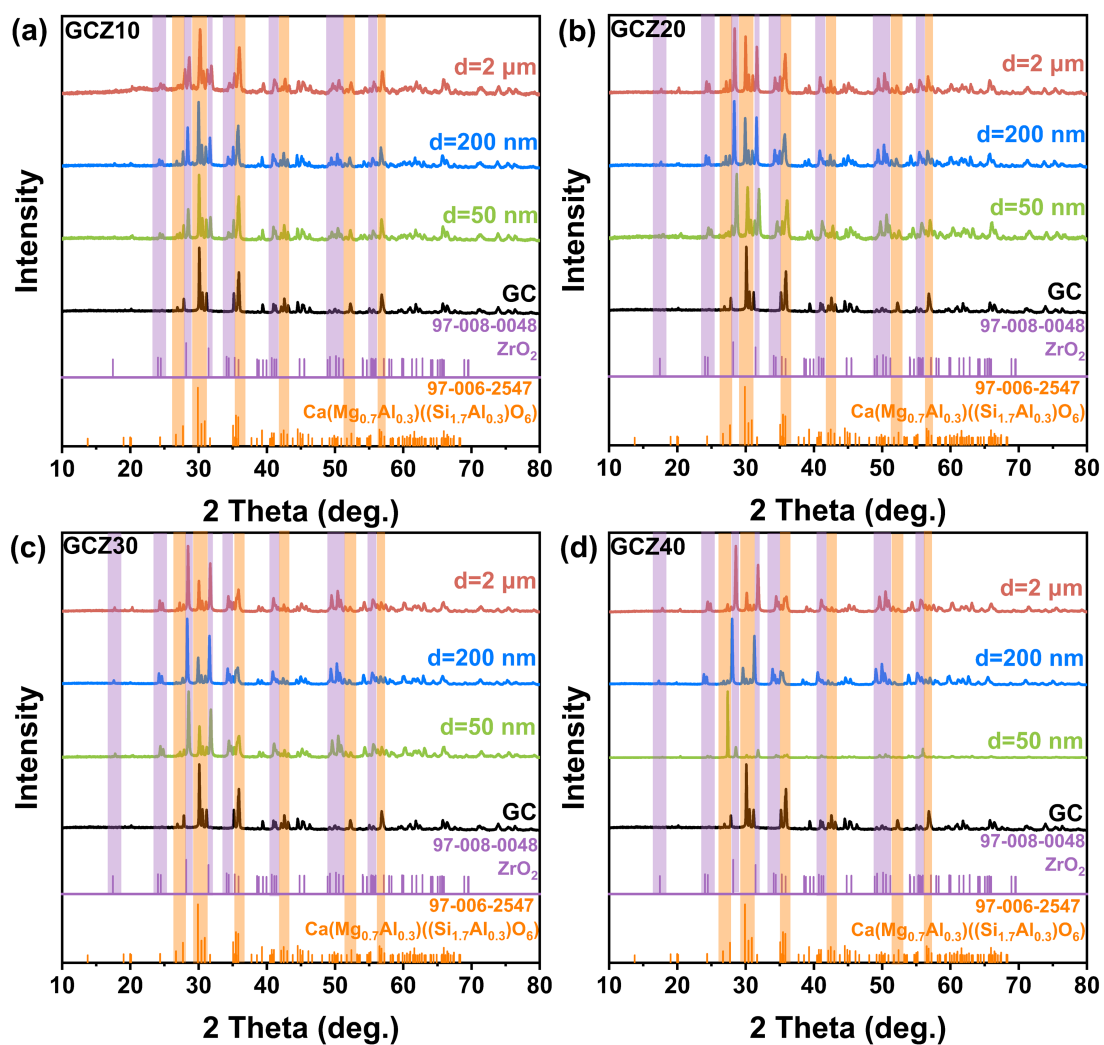 (a)
GCZ10
d=2 μm
d=200 nm
d=50 nm
GC
97-008-0048
ZrO2
97-006-2547
Ca(Mg0.7Al0.3)((Si1.7Al0.3)O6)
Intensity
10 20 30 40 50 60 70 80
2 Theta (deg.)
(b)
GCZ20
d=2 μm
d=200 nm
d=50 nm
GC
97-008-0048
ZrO2
97-006-2547
Ca(Mg0.7Al0.3)((Si1.7Al0.3)O6)
Intensity
10 20 30 40 50 60 70 80
2 Theta (deg.)
(c)
GCZ30
d=2 μm
d=200 nm
d=50 nm
GC
97-008-0048
ZrO2
97-006-2547
Ca(Mg0.7Al0.3)((Si1.7Al0.3)O6)
Intensity
10 20 30 40 50 60 70 80
2 Theta (deg.)
(d)
GCZ40
d=2 μm
d=200 nm
d=50 nm
GC
97-008-0048
ZrO2
97-006-2547
Ca(Mg0.7Al0.3)((Si1.7Al0.3)O6)
Intensity
10 20 30 40 50 60 70 80
2 Theta (deg.)